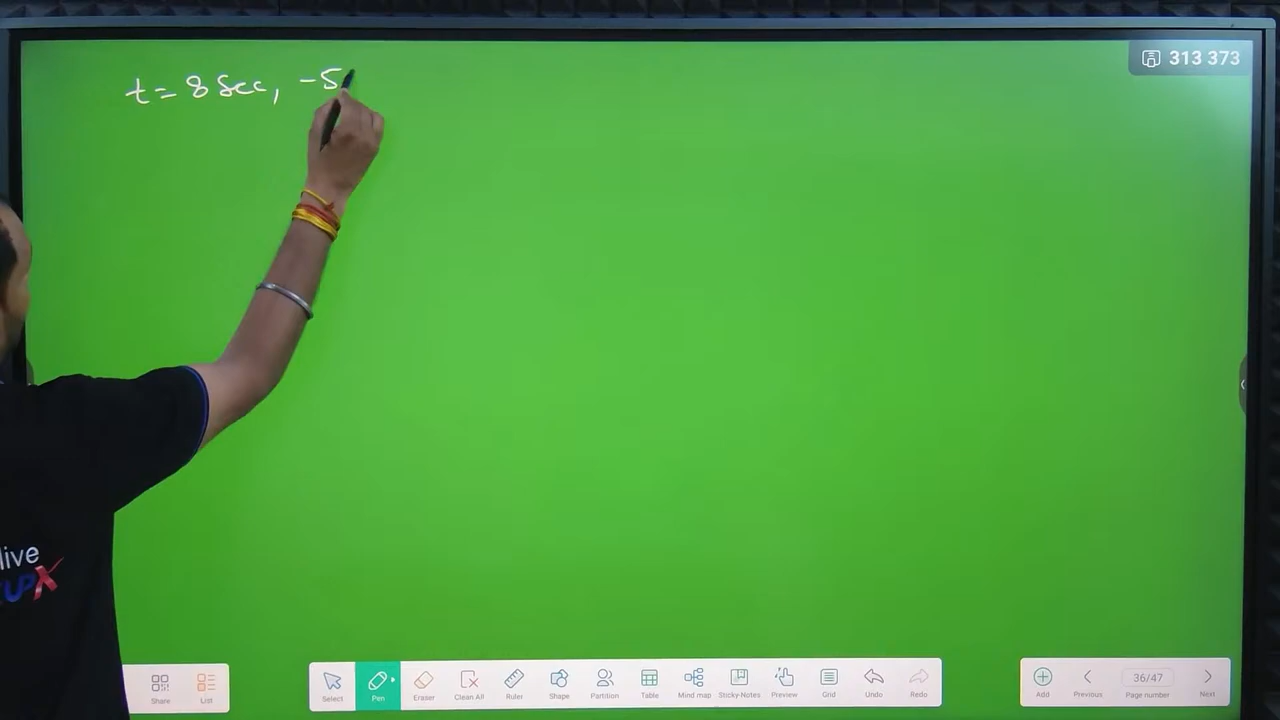 313 373
t = 8 Sec, -5
live
UPX
Share
List
Select
Pen
Eraser
Clean All
Ruler
Shape
Partition
Table
Mind map
Sticky-Notes
Preview
Grid
Undo
Redo
Add
Previous
36/47
Page number
Next